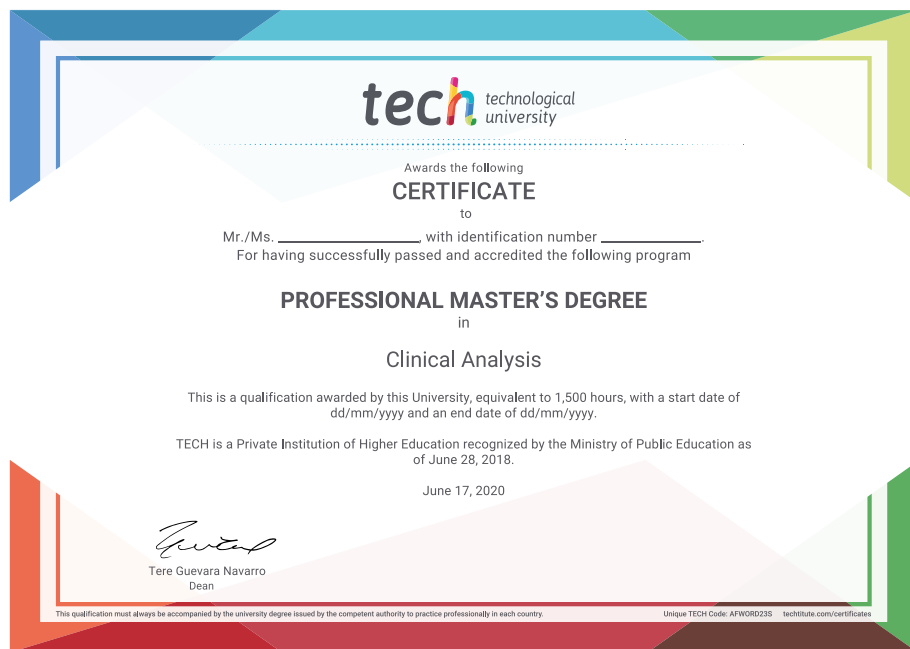 tech technological
university
Awards the following
CERTIFICATE
to
Mr./Ms. ____________________, with identification number ______________.
For having successfully passed and accredited the following program
PROFESSIONAL MASTER'S DEGREE
in
Clinical Analysis
This is a qualification awarded by this University, equivalent to 1,500 hours, with a start date of
dd/mm/yyyy and an end date of dd/mm/yyyy.
TECH is a Private Institution of Higher Education recognized by the Ministry of Public Education as
of June 28, 2018.
June 17, 2020
Tere Guevara Navarro
Dean
This qualification must always be accompanied by the university degree issued by the competent authority to practice professionally in each country.
Unique TECH Code: AFWORD23S techtitute.com/certificates